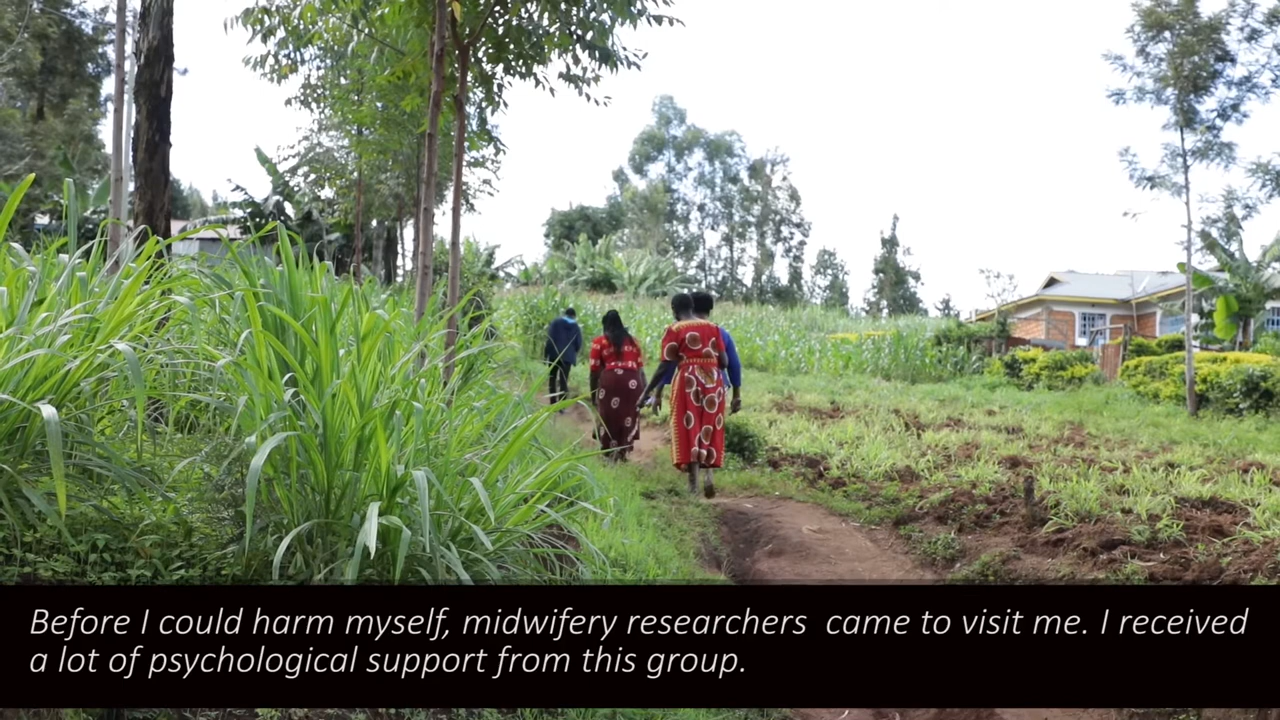 Before I could harm myself, midwifery researchers  came to visit me. I received
a lot of psychological support from this group.